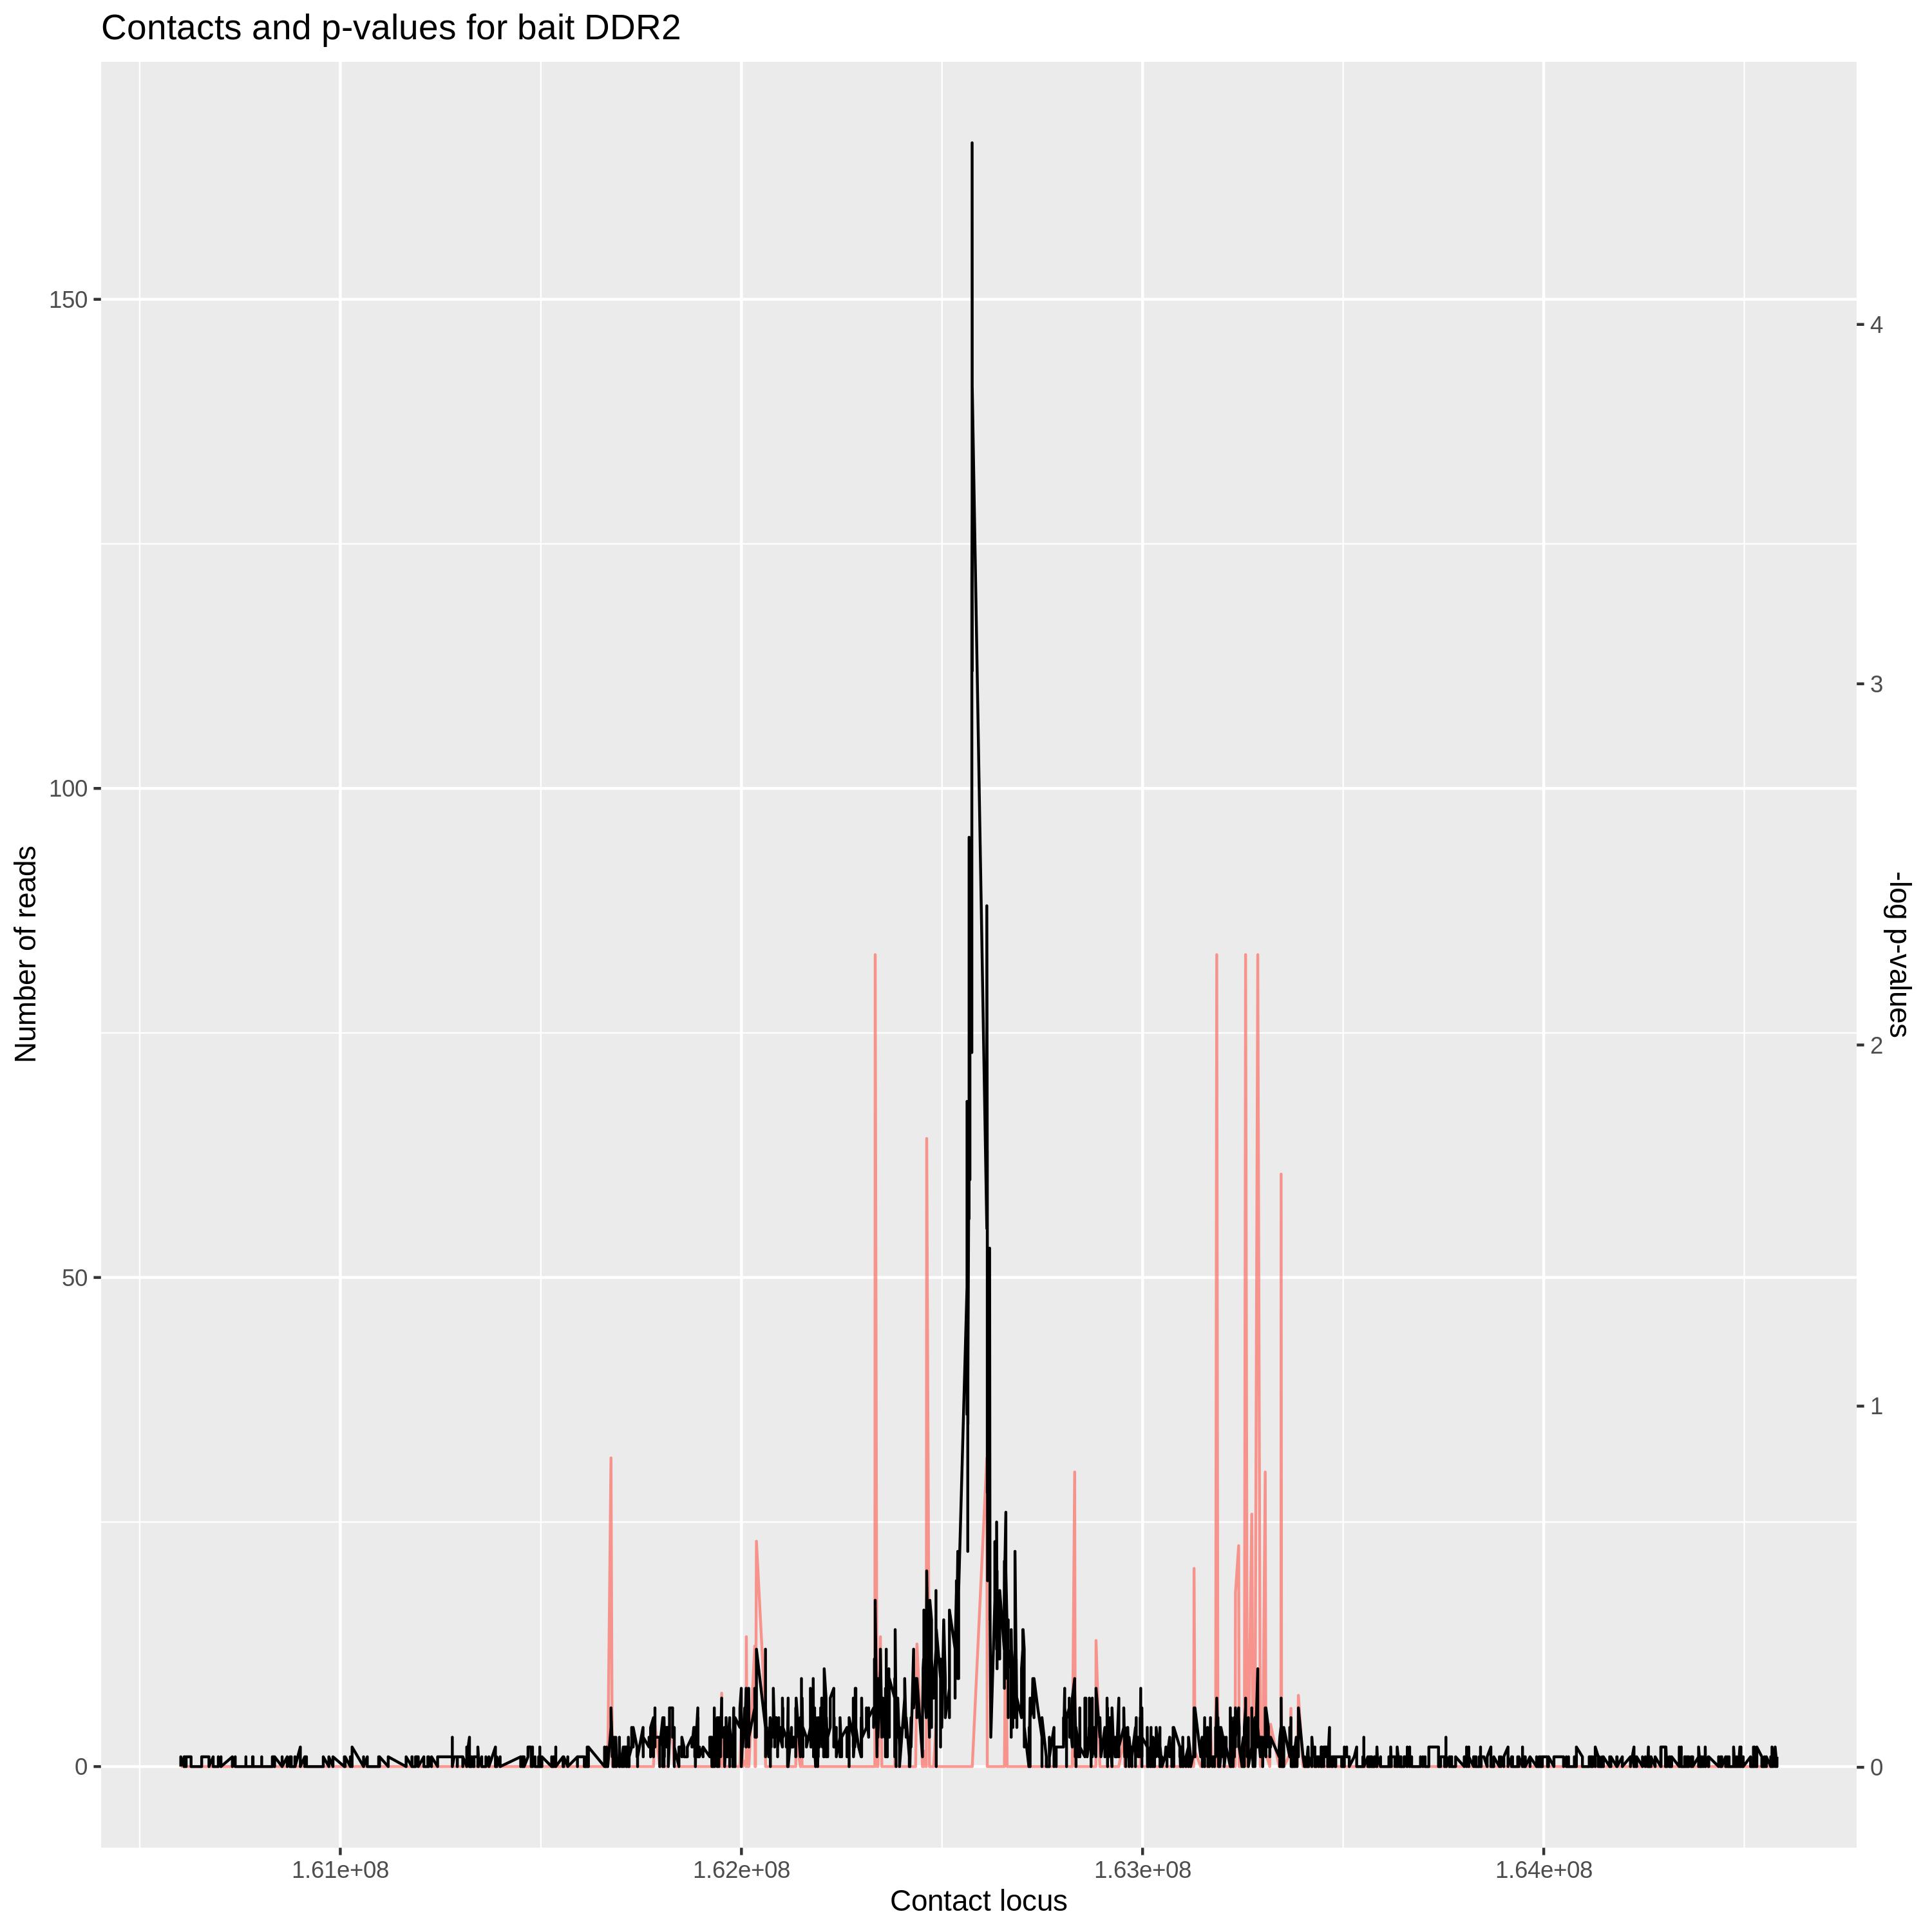 Contacts and p-values for bait DDR2
150
100
50
0
Number of reads
4
3
2
1
0
-log p-values
1.61e+08
1.62e+08
1.63e+08
1.64e+08
Contact locus